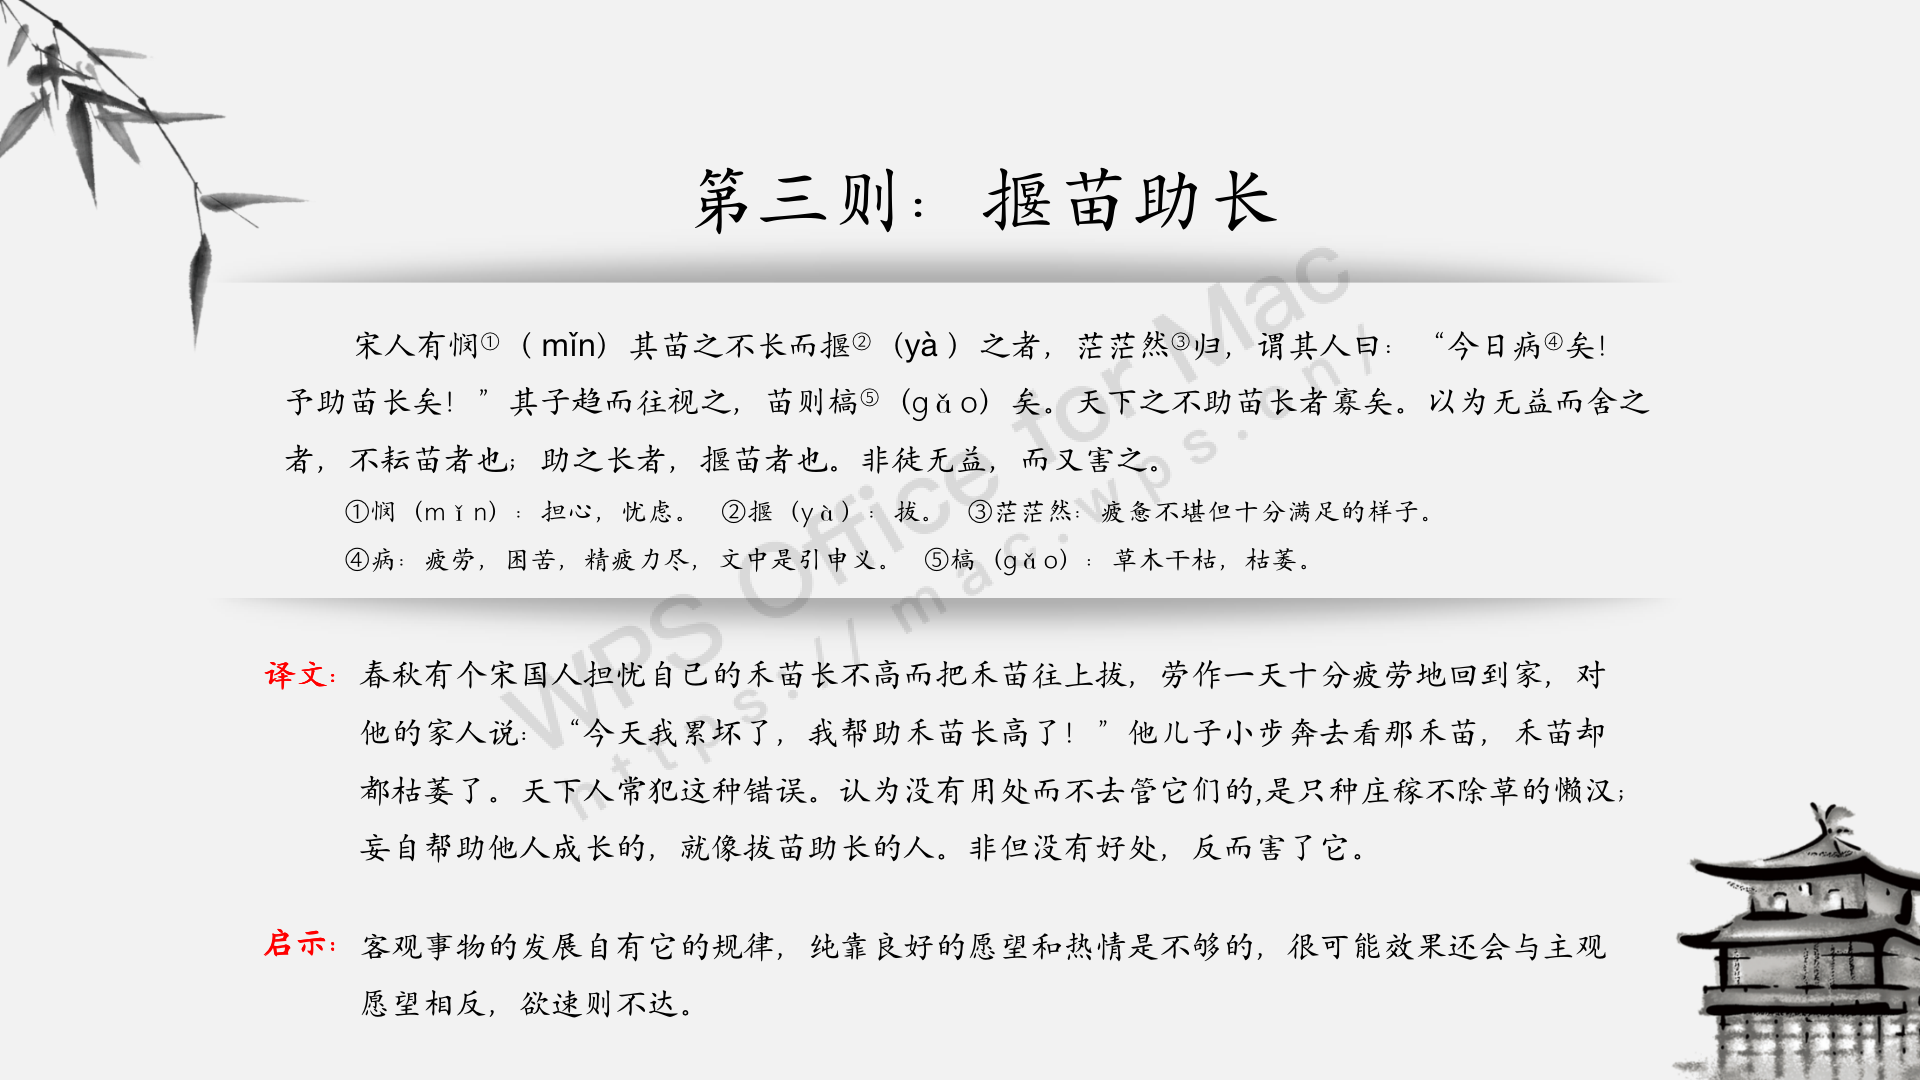 第三则：揠苗助长
宋人有悯①（mǐn）其苗之不长而揠②（yà）之者，茫茫然③归，谓其人曰：“今日病④矣！
予助苗长矣！”其子趋而往视之，苗则槁⑤（gǎo）矣。天下之不助苗长者寡矣。以为无益而舍之
者，不耘苗者也；助之长者，揠苗者也。非徒无益，而又害之。
①悯（mǐn）：担心，忧虑。 ②揠（yà）：拔。 ③茫茫然：疲惫不堪但十分满足的样子。
④病：疲劳，困苦，精疲力尽，文中是引申义。 ⑤槁（gǎo）：草木干枯，枯萎。
译文：春秋有个宋国人担忧自己的禾苗长不高而把禾苗往上拔，劳作一天十分疲劳地回到家，对
他的家人说：“今天我累坏了，我帮助禾苗长高了！”他儿子小步奔去看那禾苗，禾苗却
都枯萎了。天下人常犯这种错误。认为没有用处而不去管它们的,是只种庄稼不除草的懒汉；
妄自帮助他人成长的，就像拔苗助长的人。非但没有好处，反而害了它。
启示：客观事物的发展自有它的规律，纯靠良好的愿望和热情是不够的，很可能效果还会与主观
愿望相反，欲速则不达。
WPS Office for Mac
https://mac.wps.cn/